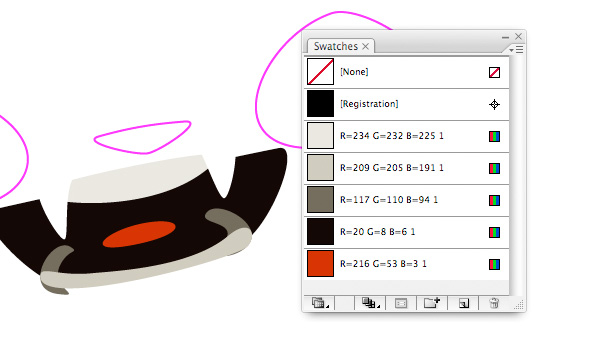 Swatches
[None]
[Registration]
R=234 G=232 B=225 1
R=209 G=205 B=191 1
R=117 G=110 B=94 1
R=20 G=8 B=6 1
R=216 G=53 B=3 1